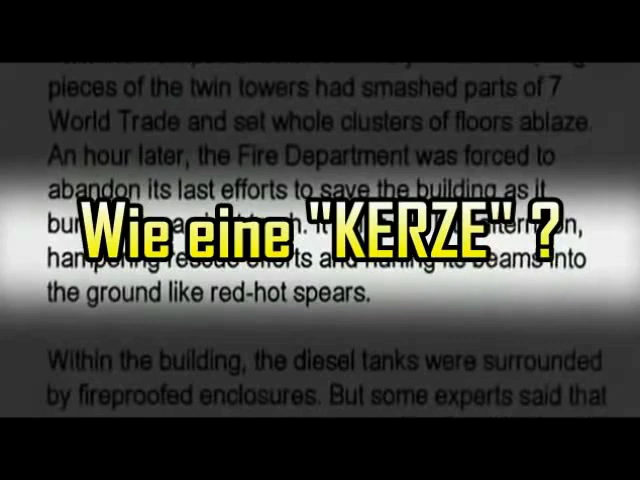 pieces of the twin towers had smashed parts of 7
World Trade and set whole clusters of floors ablaze.
An hour later, the Fire Department was forced to
abandon its last efforts to save the building as it
Wie eine "KERZE" ?
into
the ground like red-hot spears.
Within the building, the diesel tanks were surrounded
by fireproofed enclosures. But some experts said that